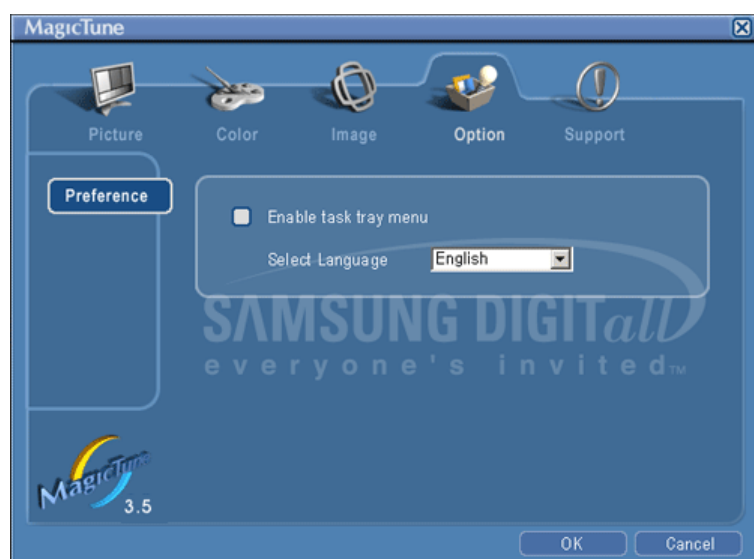 MagicTune
Picture
Color
Image
Option
Support
Preference
Enable task tray menu
Select Language
English
SAMSUNG DIGITall
everyone's invited™
MagicTune
3.5
OK
Cancel